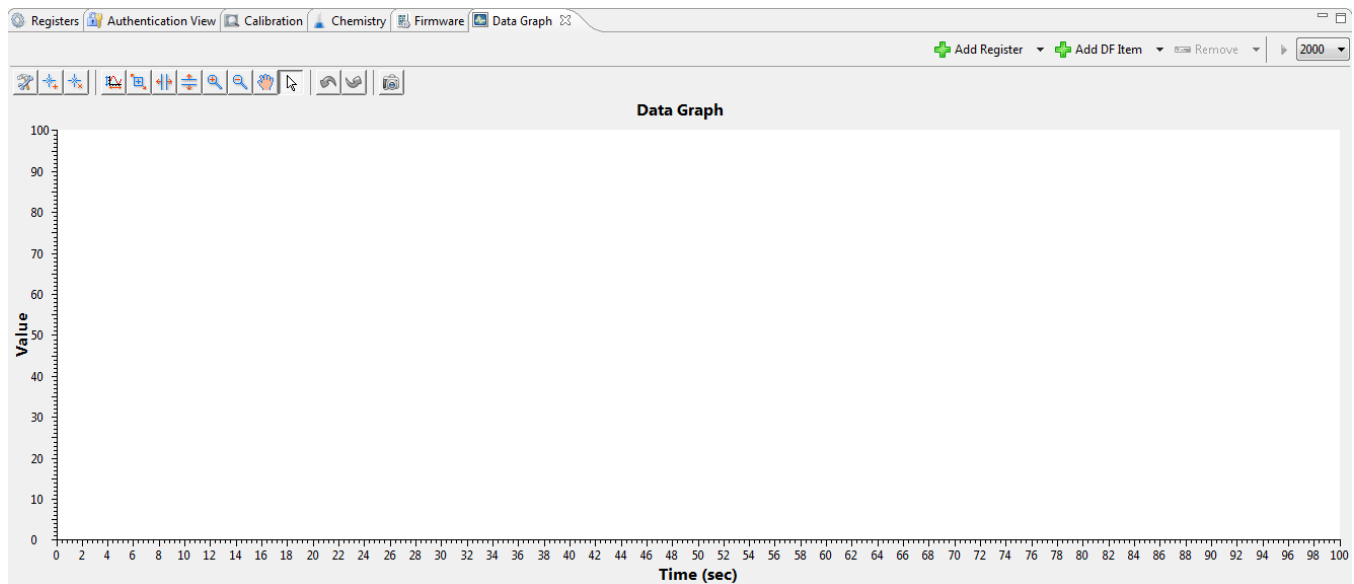 Registers Authentication View Calibration Chemistry Firmware Data Graph
Add Register Add DF Item Remove 2000
Data Graph
100
90
80
70
60
50
40
30
20
10
0
Value
0 2 4 6 8 10 12 14 16 18 20 22 24 26 28 30 32 34 36 38 40 42 44 46 48 50 52 54 56 58 60 62 64 66 68 70 72 74 76 78 80 82 84 86 88 90 92 94 96 98 100
Time (sec)